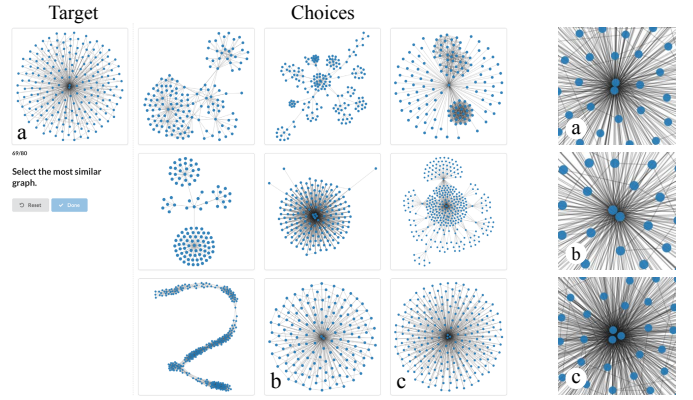 Target
Choices
a
69/80
Select the most similar
graph.
Reset
Done
b
c
a
b
c